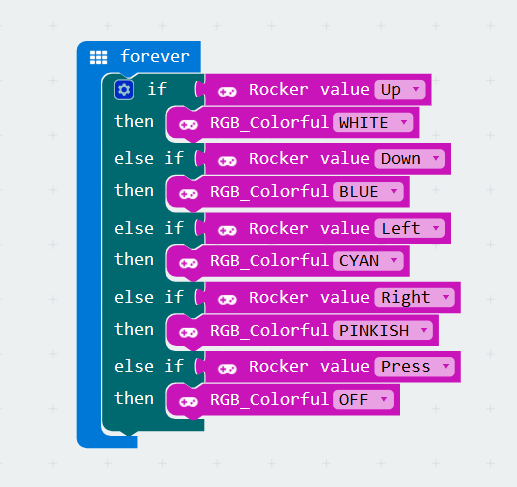 forever
if Rocker value Up
then RGB_Colorful WHITE
else if Rocker value Down
then RGB_Colorful BLUE
else if Rocker value Left
then RGB_Colorful CYAN
else if Rocker value Right
then RGB_Colorful PINKISH
else if Rocker value Press
then RGB_Colorful OFF